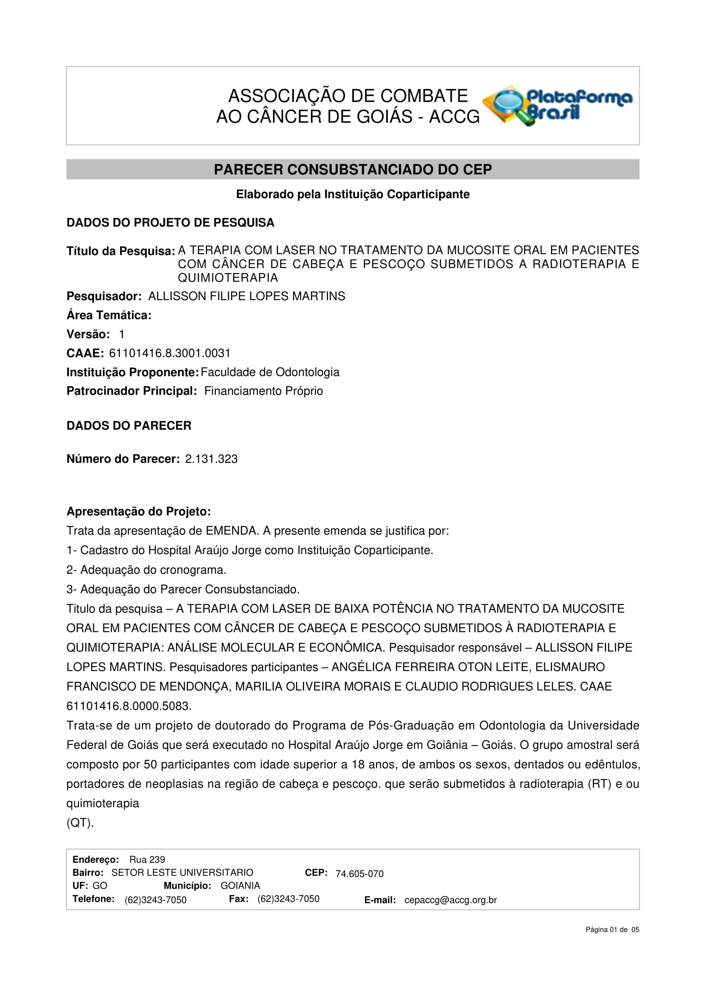 ASSOCIAÇÃO DE COMBATE
AO CÂNCER DE GOIÁS - ACCG
Plataforma
Brasil
PARECER CONSUBSTANCIADO DO CEP
Elaborado pela Instituição Coparticipante
DADOS DO PROJETO DE PESQUISA
Título da Pesquisa: A TERAPIA COM LASER NO TRATAMENTO DA MUCOSITE ORAL EM PACIENTES
COM CÂNCER DE CABEÇA E PESCOÇO SUBMETIDOS A RADIOTERAPIA E
QUIMIOTERAPIA
Pesquisador: ALLISSON FILIPE LOPES MARTINS
Área Temática:
Versão: 1
CAAE: 61101416.8.3001.0031
Instituição Proponente: Faculdade de Odontologia
Patrocinador Principal: Financiamento Próprio
DADOS DO PARECER
Número do Parecer: 2.131.323
Apresentação do Projeto:
Trata da apresentação de EMENDA. A presente emenda se justifica por:
1- Cadastro do Hospital Araújo Jorge como Instituição Coparticipante.
2- Adequação do cronograma.
3- Adequação do Parecer Consubstanciado.
Titulo da pesquisa – A TERAPIA COM LASER DE BAIXA POTÊNCIA NO TRATAMENTO DA MUCOSITE
ORAL EM PACIENTES COM CÂNCER DE CABEÇA E PESCOÇO SUBMETIDOS À RADIOTERAPIA E
QUIMIOTERAPIA: ANÁLISE MOLECULAR E ECONÔMICA. Pesquisador responsável – ALLISSON FILIPE
LOPES MARTINS. Pesquisadores participantes – ANGÉLICA FERREIRA OTON LEITE, ELISMAURO
FRANCISCO DE MENDONÇA, MARILIA OLIVEIRA MORAIS E CLAUDIO RODRIGUES LELES. CAAE
61101416.8.0000.5083.
Trata-se de um projeto de doutorado do Programa de Pós-Graduação em Odontologia da Universidade
Federal de Goiás que será executado no Hospital Araújo Jorge em Goiânia – Goiás. O grupo amostral será
composto por 50 participantes com idade superior a 18 anos, de ambos os sexos, dentados ou edêntulos,
portadores de neoplasias na região de cabeça e pescoço. que serão submetidos à radioterapia (RT) e ou
quimioterapia
(QT).
Endereço: Rua 239
Bairro: SETOR LESTE UNIVERSITARIO CEP: 74.605-070
UF: GO Município: GOIANIA
Telefone: (62)3243-7050 Fax: (62)3243-7050 E-mail: cepaccg@accg.org.br
Página 01 de 05